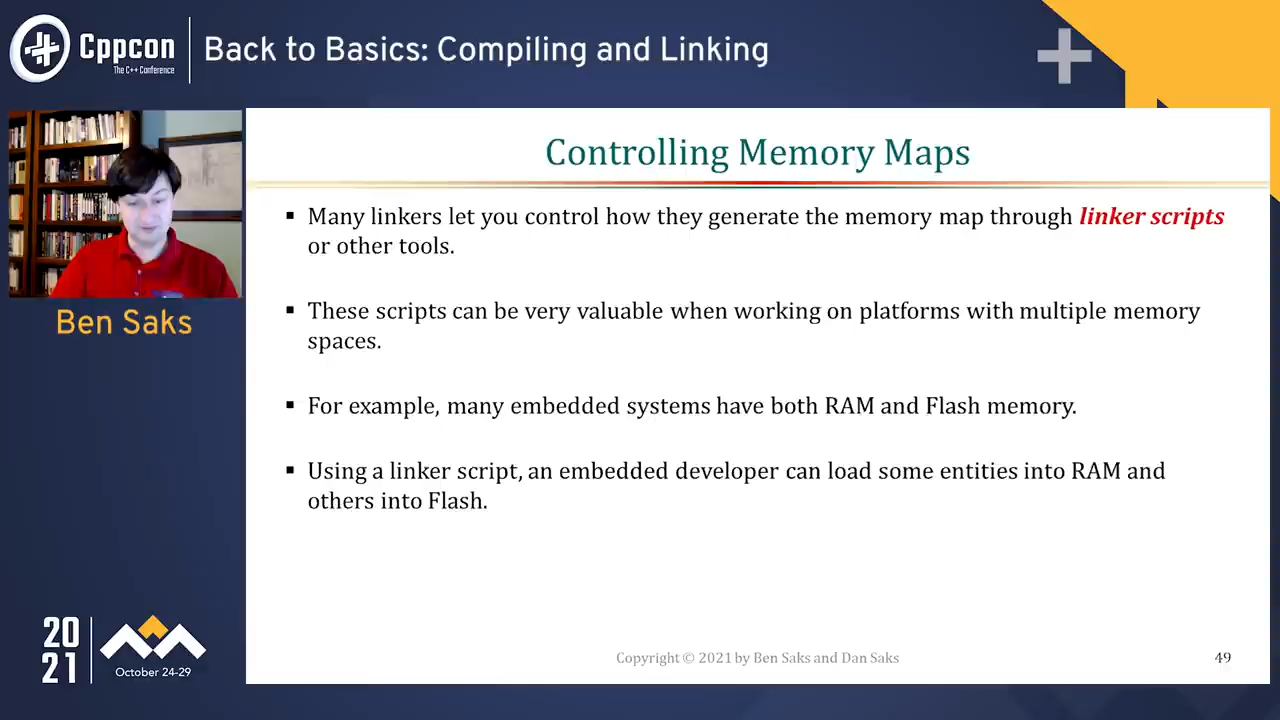 Cppcon
The C++ Conference
Back to Basics: Compiling and Linking
Ben Saks
Controlling Memory Maps
▪ Many linkers let you control how they generate the memory map through linker scripts
or other tools.
▪ These scripts can be very valuable when working on platforms with multiple memory
spaces.
▪ For example, many embedded systems have both RAM and Flash memory.
▪ Using a linker script, an embedded developer can load some entities into RAM and
others into Flash.
20
21
October 24-29
Copyright © 2021 by Ben Saks and Dan Saks
49